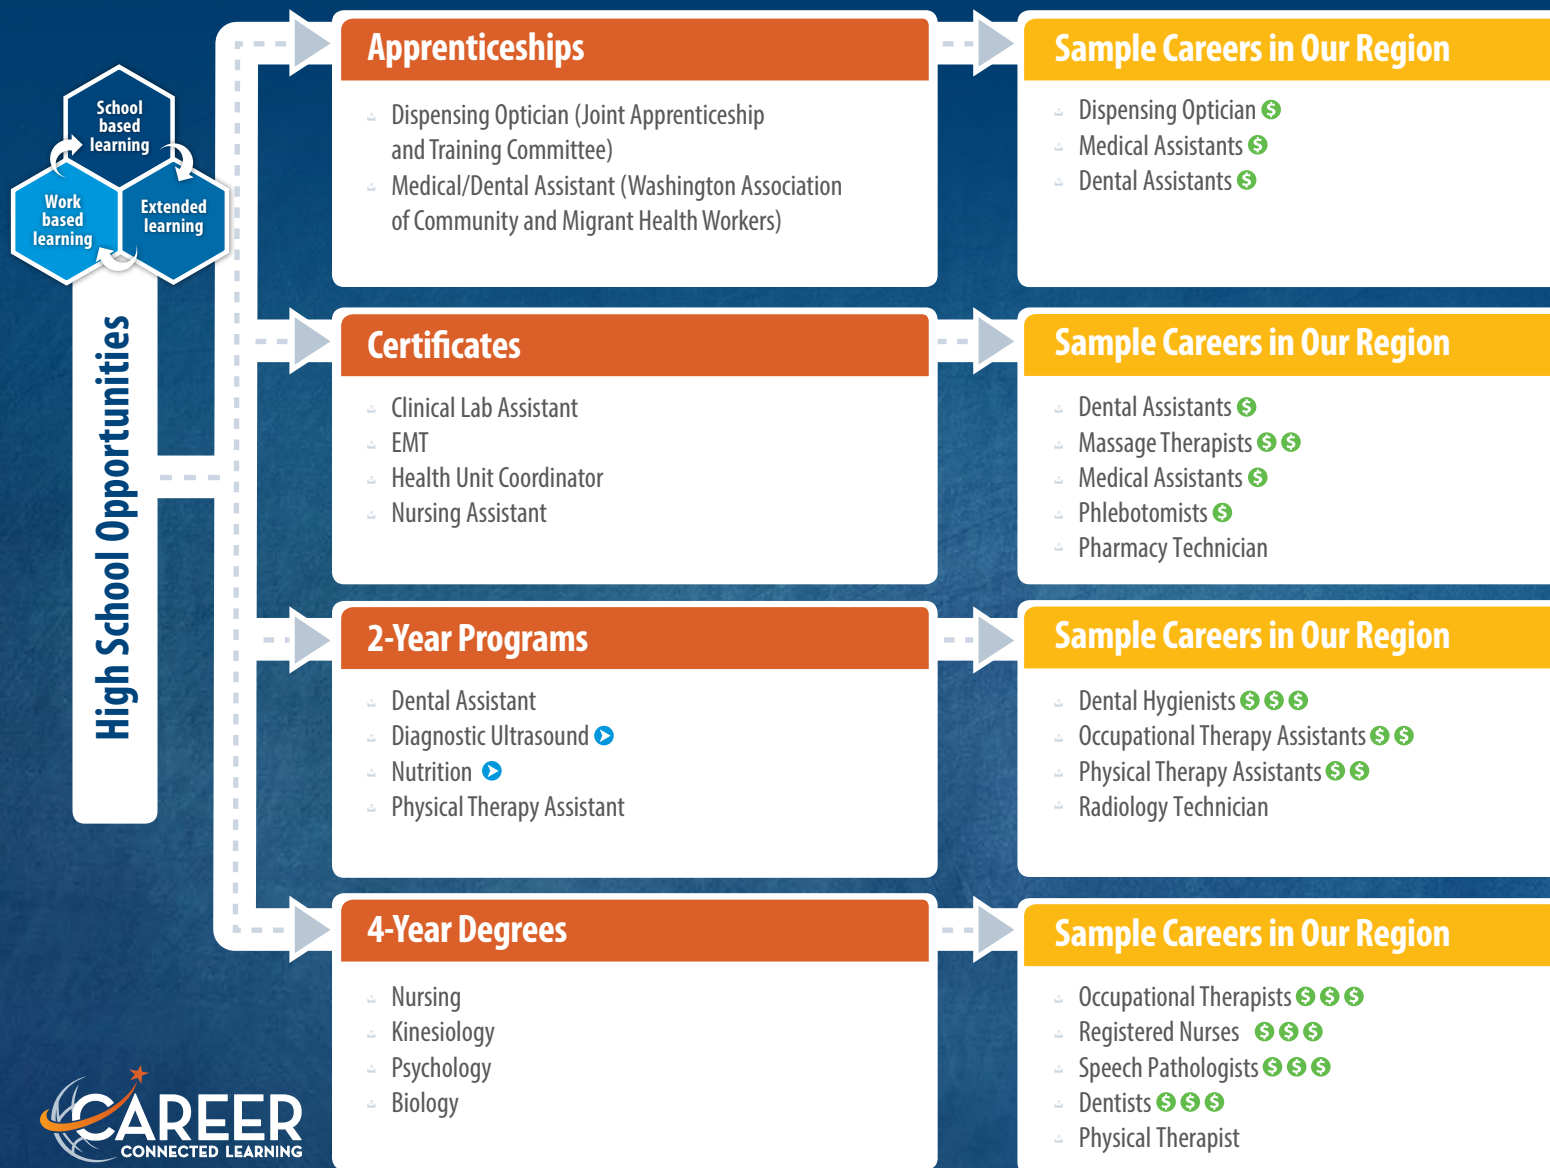 School
based
learning
Work
based
learning
Extended
learning
High School Opportunities
Apprenticeships
Dispensing Optician (Joint Apprenticeship
and Training Committee)
Medical/Dental Assistant (Washington Association
of Community and Migrant Health Workers)
Sample Careers in Our Region
Dispensing Optician $
Medical Assistants $
Dental Assistants $
Certificates
Clinical Lab Assistant
EMT
Health Unit Coordinator
Nursing Assistant
Sample Careers in Our Region
Dental Assistants $
Massage Therapists $ $
Medical Assistants $
Phlebotomists $
Pharmacy Technician
2-Year Programs
Dental Assistant
Diagnostic Ultrasound
Nutrition
Physical Therapy Assistant
Sample Careers in Our Region
Dental Hygienists $ $ $
Occupational Therapy Assistants $ $
Physical Therapy Assistants $ $
Radiology Technician
4-Year Degrees
Nursing
Kinesiology
Psychology
Biology
Sample Careers in Our Region
Occupational Therapists $ $ $
Registered Nurses $ $ $
Speech Pathologists $ $ $
Dentists $ $ $
Physical Therapist
CAREER
CONNECTED LEARNING